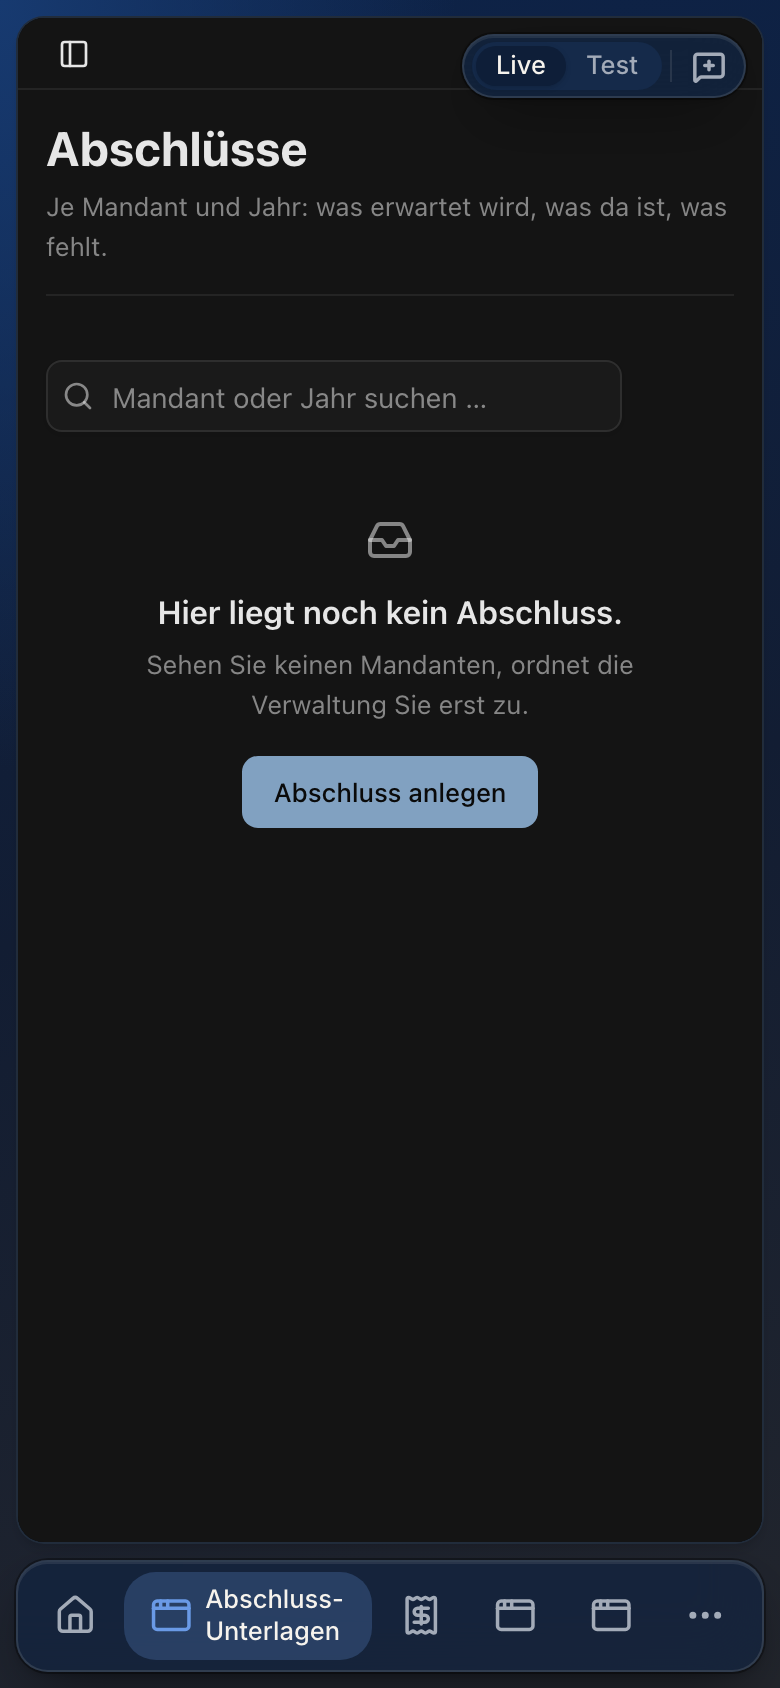 Live Test
Abschlüsse
Je Mandant und Jahr: was erwartet wird, was da ist, was
fehlt.
Mandant oder Jahr suchen ...
Hier liegt noch kein Abschluss.
Sehen Sie keinen Mandanten, ordnet die
Verwaltung Sie erst zu.
Abschluss anlegen
Abschluss-
Unterlagen